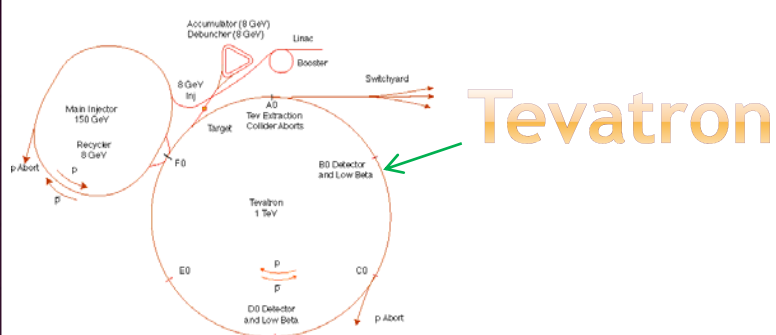 Accumulator (8 GeV)
Debuncher (8 GeV)
Linac
Booster
Switchyard
8 GeV
Inj
Main Injector
150 GeV
Recycler
8 GeV
A0
Tev Extraction
Collider Aborts
Target
p Abort
p
p̅
F0
B0 Detector
and Low Beta
Tevatron
Tevatron
1 TeV
E0
p
p̅
C0
D0 Detector
and Low Beta
p Abort